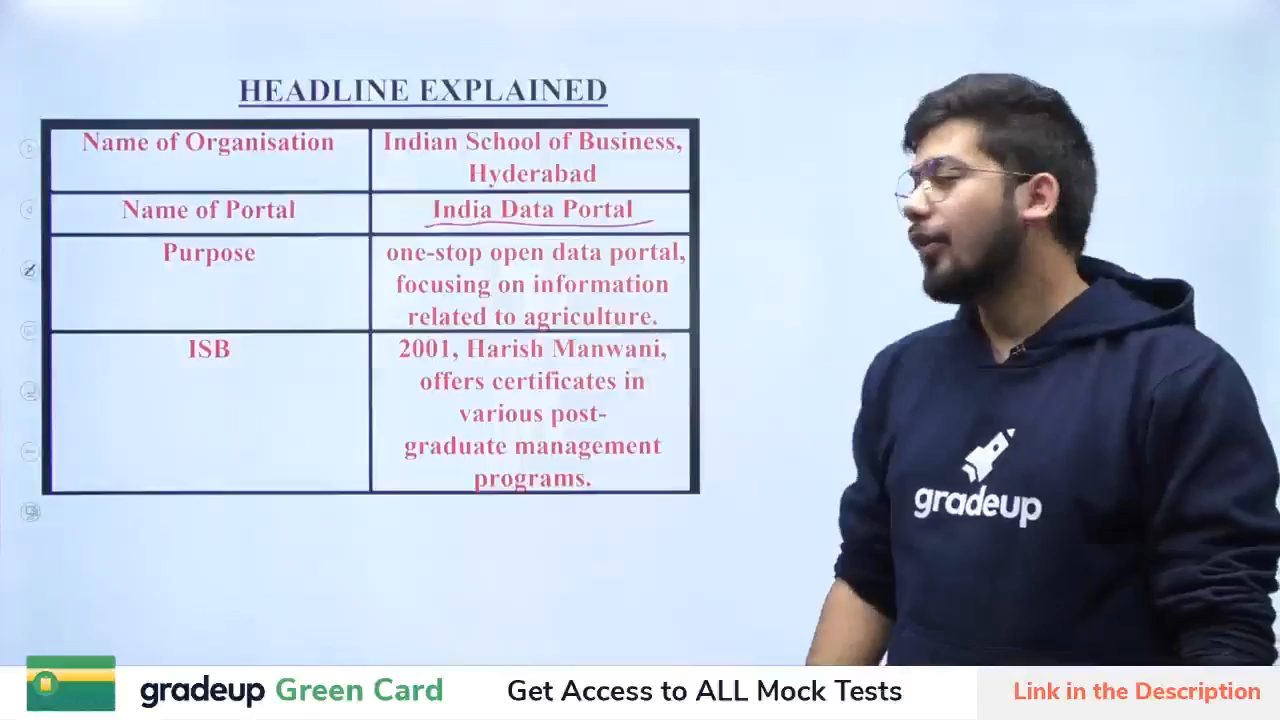 HEADLINE EXPLAINED
Name of Organisation
Indian School of Business,
Hyderabad
Name of Portal
India Data Portal
Purpose
one-stop open data portal,
focusing on information
related to agriculture.
ISB
2001, Harish Manwani,
offers certificates in
various post-
graduate management
programs.
gradeup
gradeup Green Card
Get Access to ALL Mock Tests
Link in the Description